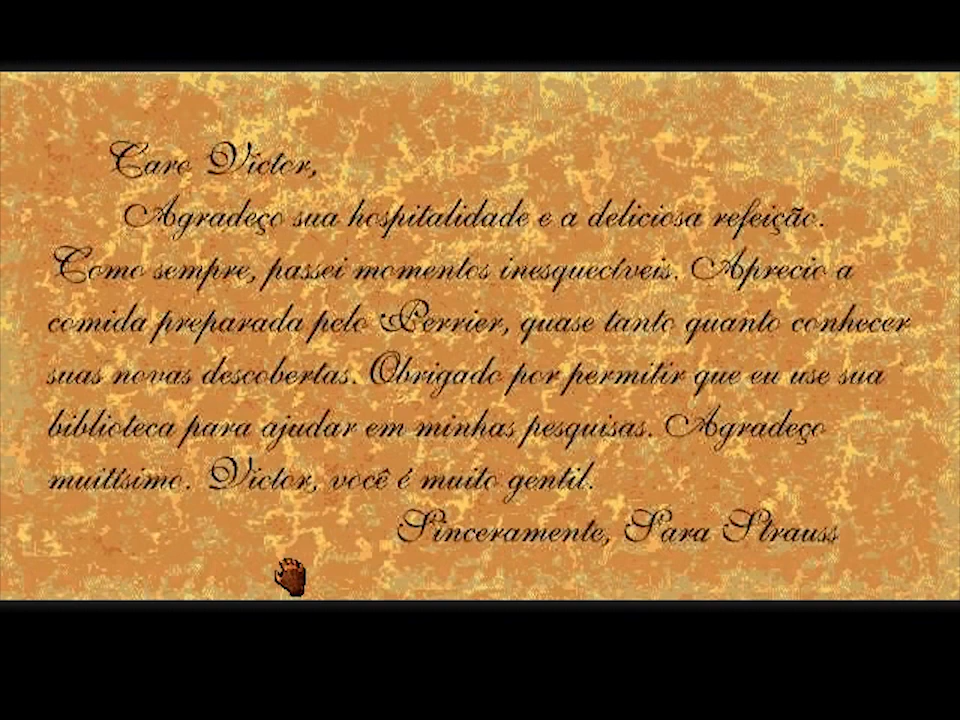 Caro Victor,
Agradeço sua hospitalidade e a deliciosa refeição.
Como sempre, passei momentos inesquecíveis. Aprecio a
comida preparada pelo Perrier, quase tanto quanto conhecer
suas novas descobertas. Obrigado por permitir que eu use sua
biblioteca para ajudar em minhas pesquisas. Agradeço
muitísimo. Victor, você é muito gentil.
Sinceramente, Sara Strauss